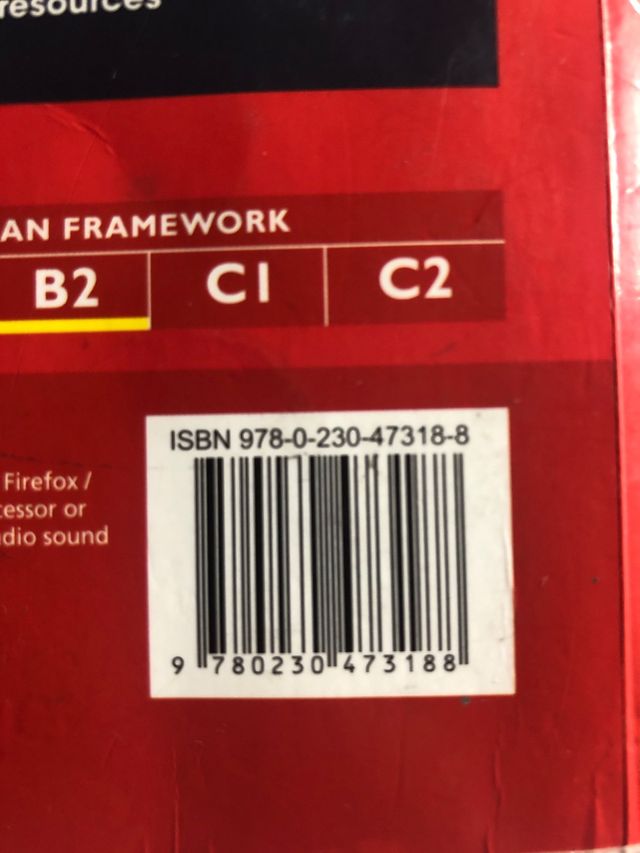 resources
AN FRAMEWORK
B2 C1 C2
ISBN 978-0-230-47318-8
Firefox /
cessor or
dio sound
9 780230 473188